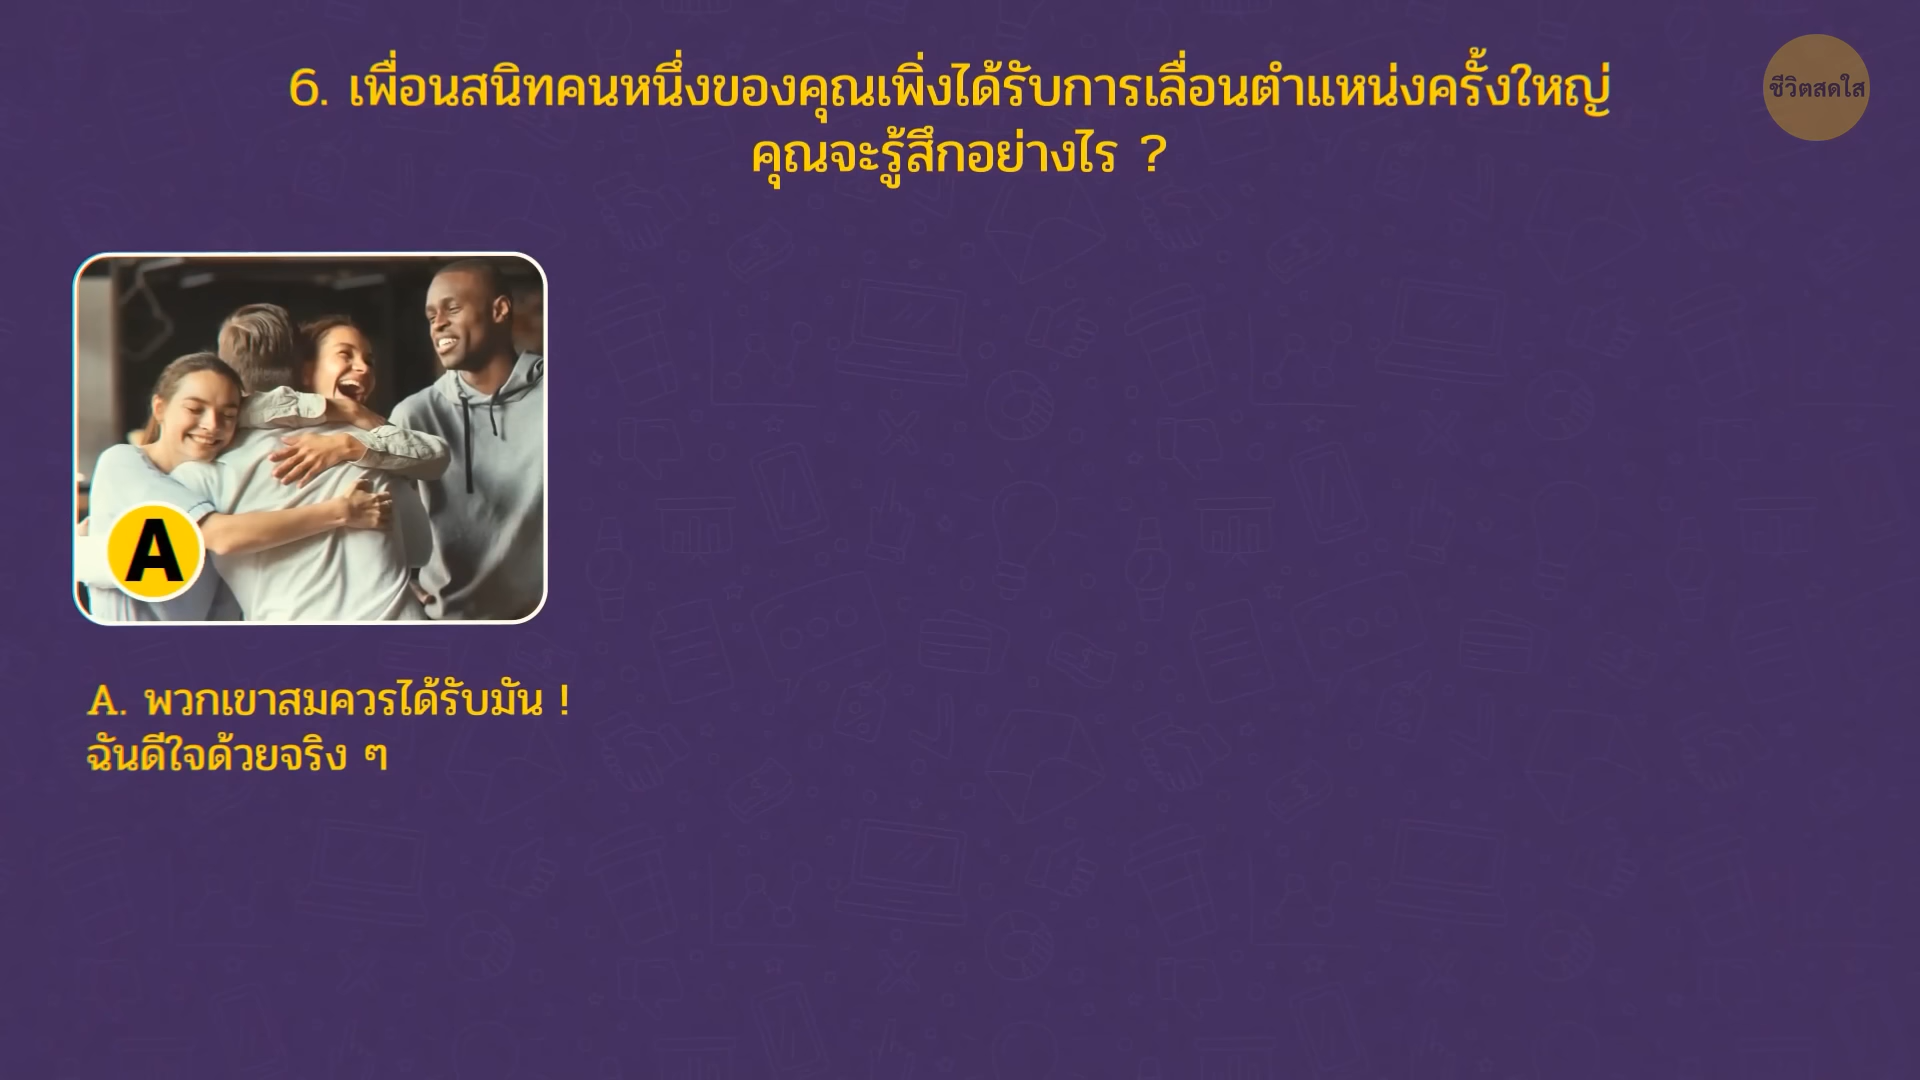 6. เพื่อนสนิทคนหนึ่งของคุณเพิ่งได้รับการเลื่อนตำแหน่งครั้งใหญ่
คุณจะรู้สึกอย่างไร ?
ชีวิตสดใส
A
A. พวกเขาสมควรได้รับมัน !
ฉันดีใจด้วยจริง ๆ